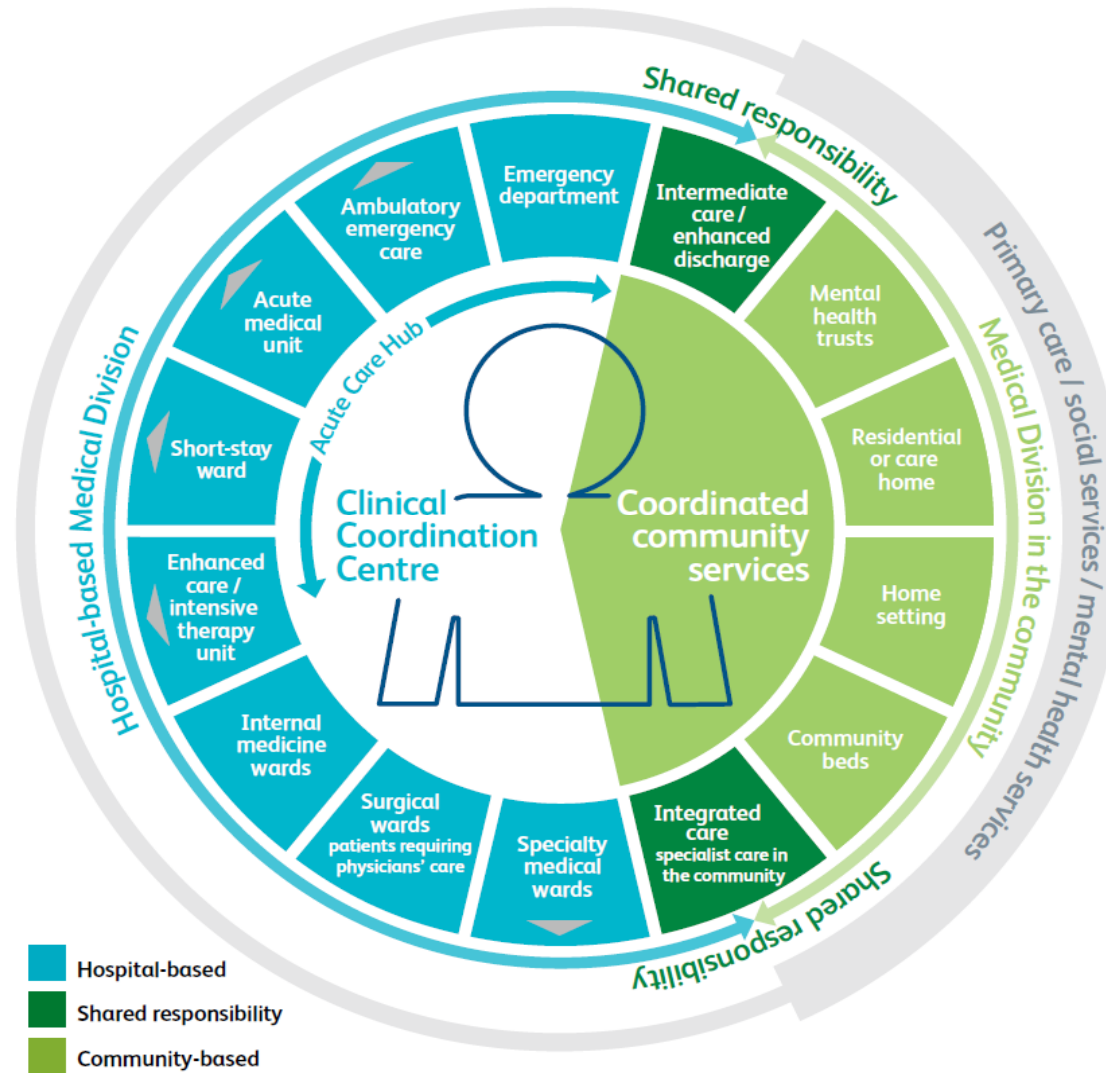 Shared responsibility
Primary care / social services / mental health services
Medical Division in the community
Hospital-based Medical Division
Emergency
department
Intermediate
care /
enhanced
discharge
Mental
health
trusts
Residential
or care
home
Home
setting
Community
beds
Integrated
care
specialist care in
the community
Specialty
medical
wards
Surgical
wards
patients requiring
physicians’ care
Internal
medicine
wards
Enhanced
care /
intensive
therapy
unit
Short-stay
ward
Acute
medical
unit
Ambulatory
emergency
care
Acute Care Hub
Clinical
Coordination
Centre
Coordinated
community
services
Shared responsibility
Hospital-based
Shared responsibility
Community-based